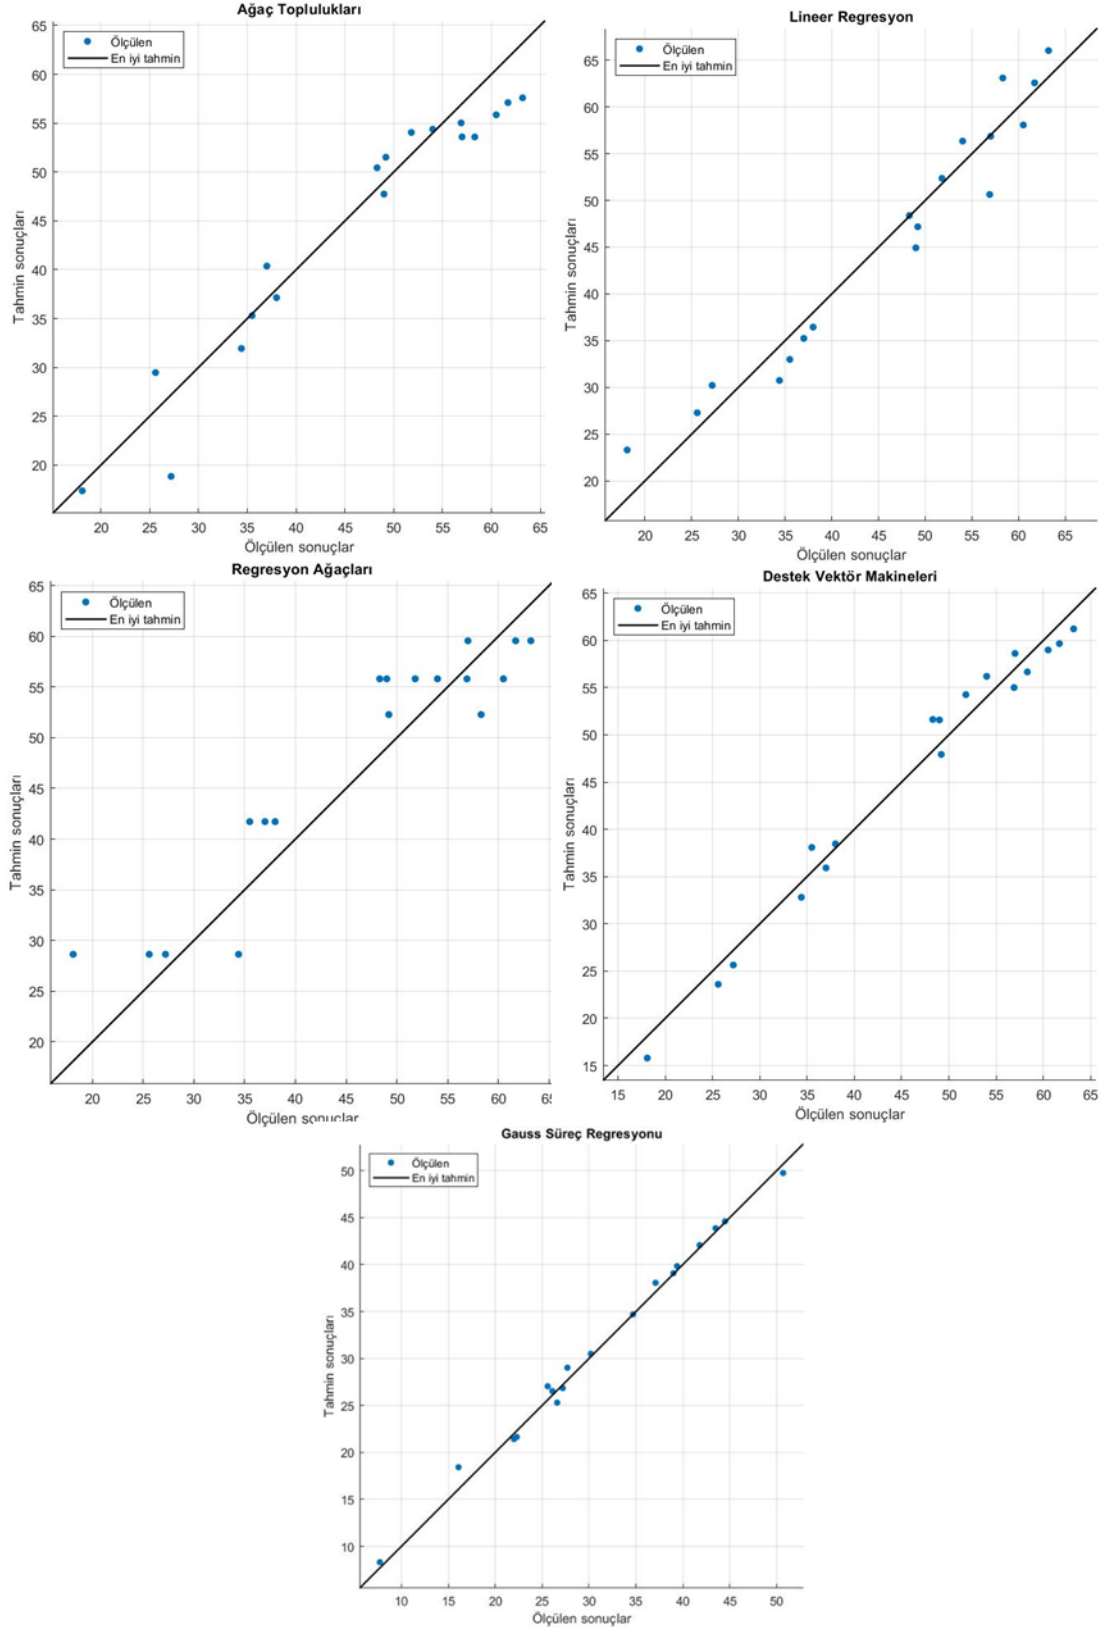 Ağaç Toplulukları
Ölçülen
En iyi tahmin
65
60
55
50
45
40
35
30
25
20
Tahmin sonuçları
20 25 30 35 40 45 50 55 60 65
Ölçülen sonuçlar
Lineer Regresyon
Ölçülen
En iyi tahmin
65
60
55
50
45
40
35
30
25
20
Tahmin sonuçları
20 25 30 35 40 45 50 55 60 65
Ölçülen sonuçlar
Regresyon Ağaçları
Ölçülen
En iyi tahmin
65
60
55
50
45
40
35
30
25
20
Tahmin sonuçları
20 25 30 35 40 45 50 55 60
Ölçülen sonuçlar
Destek Vektör Makineleri
Ölçülen
En iyi tahmin
65
60
55
50
45
40
35
30
25
20
15
Tahmin sonuçları
15 20 25 30 35 40 45 50 55 60 65
Ölçülen sonuçlar
Gauss Süreç Regresyonu
Ölçülen
En iyi tahmin
50
45
40
35
30
25
20
15
10
Tahmin sonuçları
10 15 20 25 30 35 40 45 50
Ölçülen sonuçlar